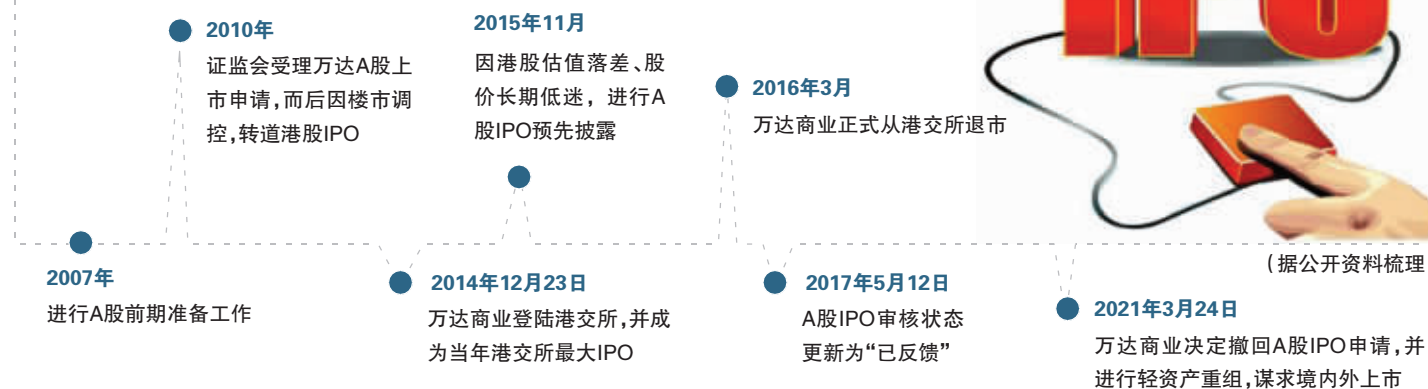 IPO
2010年
证监会受理万达A股上
市申请,而后因楼市调
控,转道港股IPO
2015年11月
因港股估值落差、股
价长期低迷，进行A
股IPO预先披露
2016年3月
万达商业正式从港交所退市
(据公开资料梳理
2007年
进行A股前期准备工作
2014年12月23日
万达商业登陆港交所,并成
为当年港交所最大IPO
2017年5月12日
A股IPO审核状态
更新为“已反馈”
2021年3月24日
万达商业决定撤回A股IPO申请,并
进行轻资产重组,谋求境内外上市